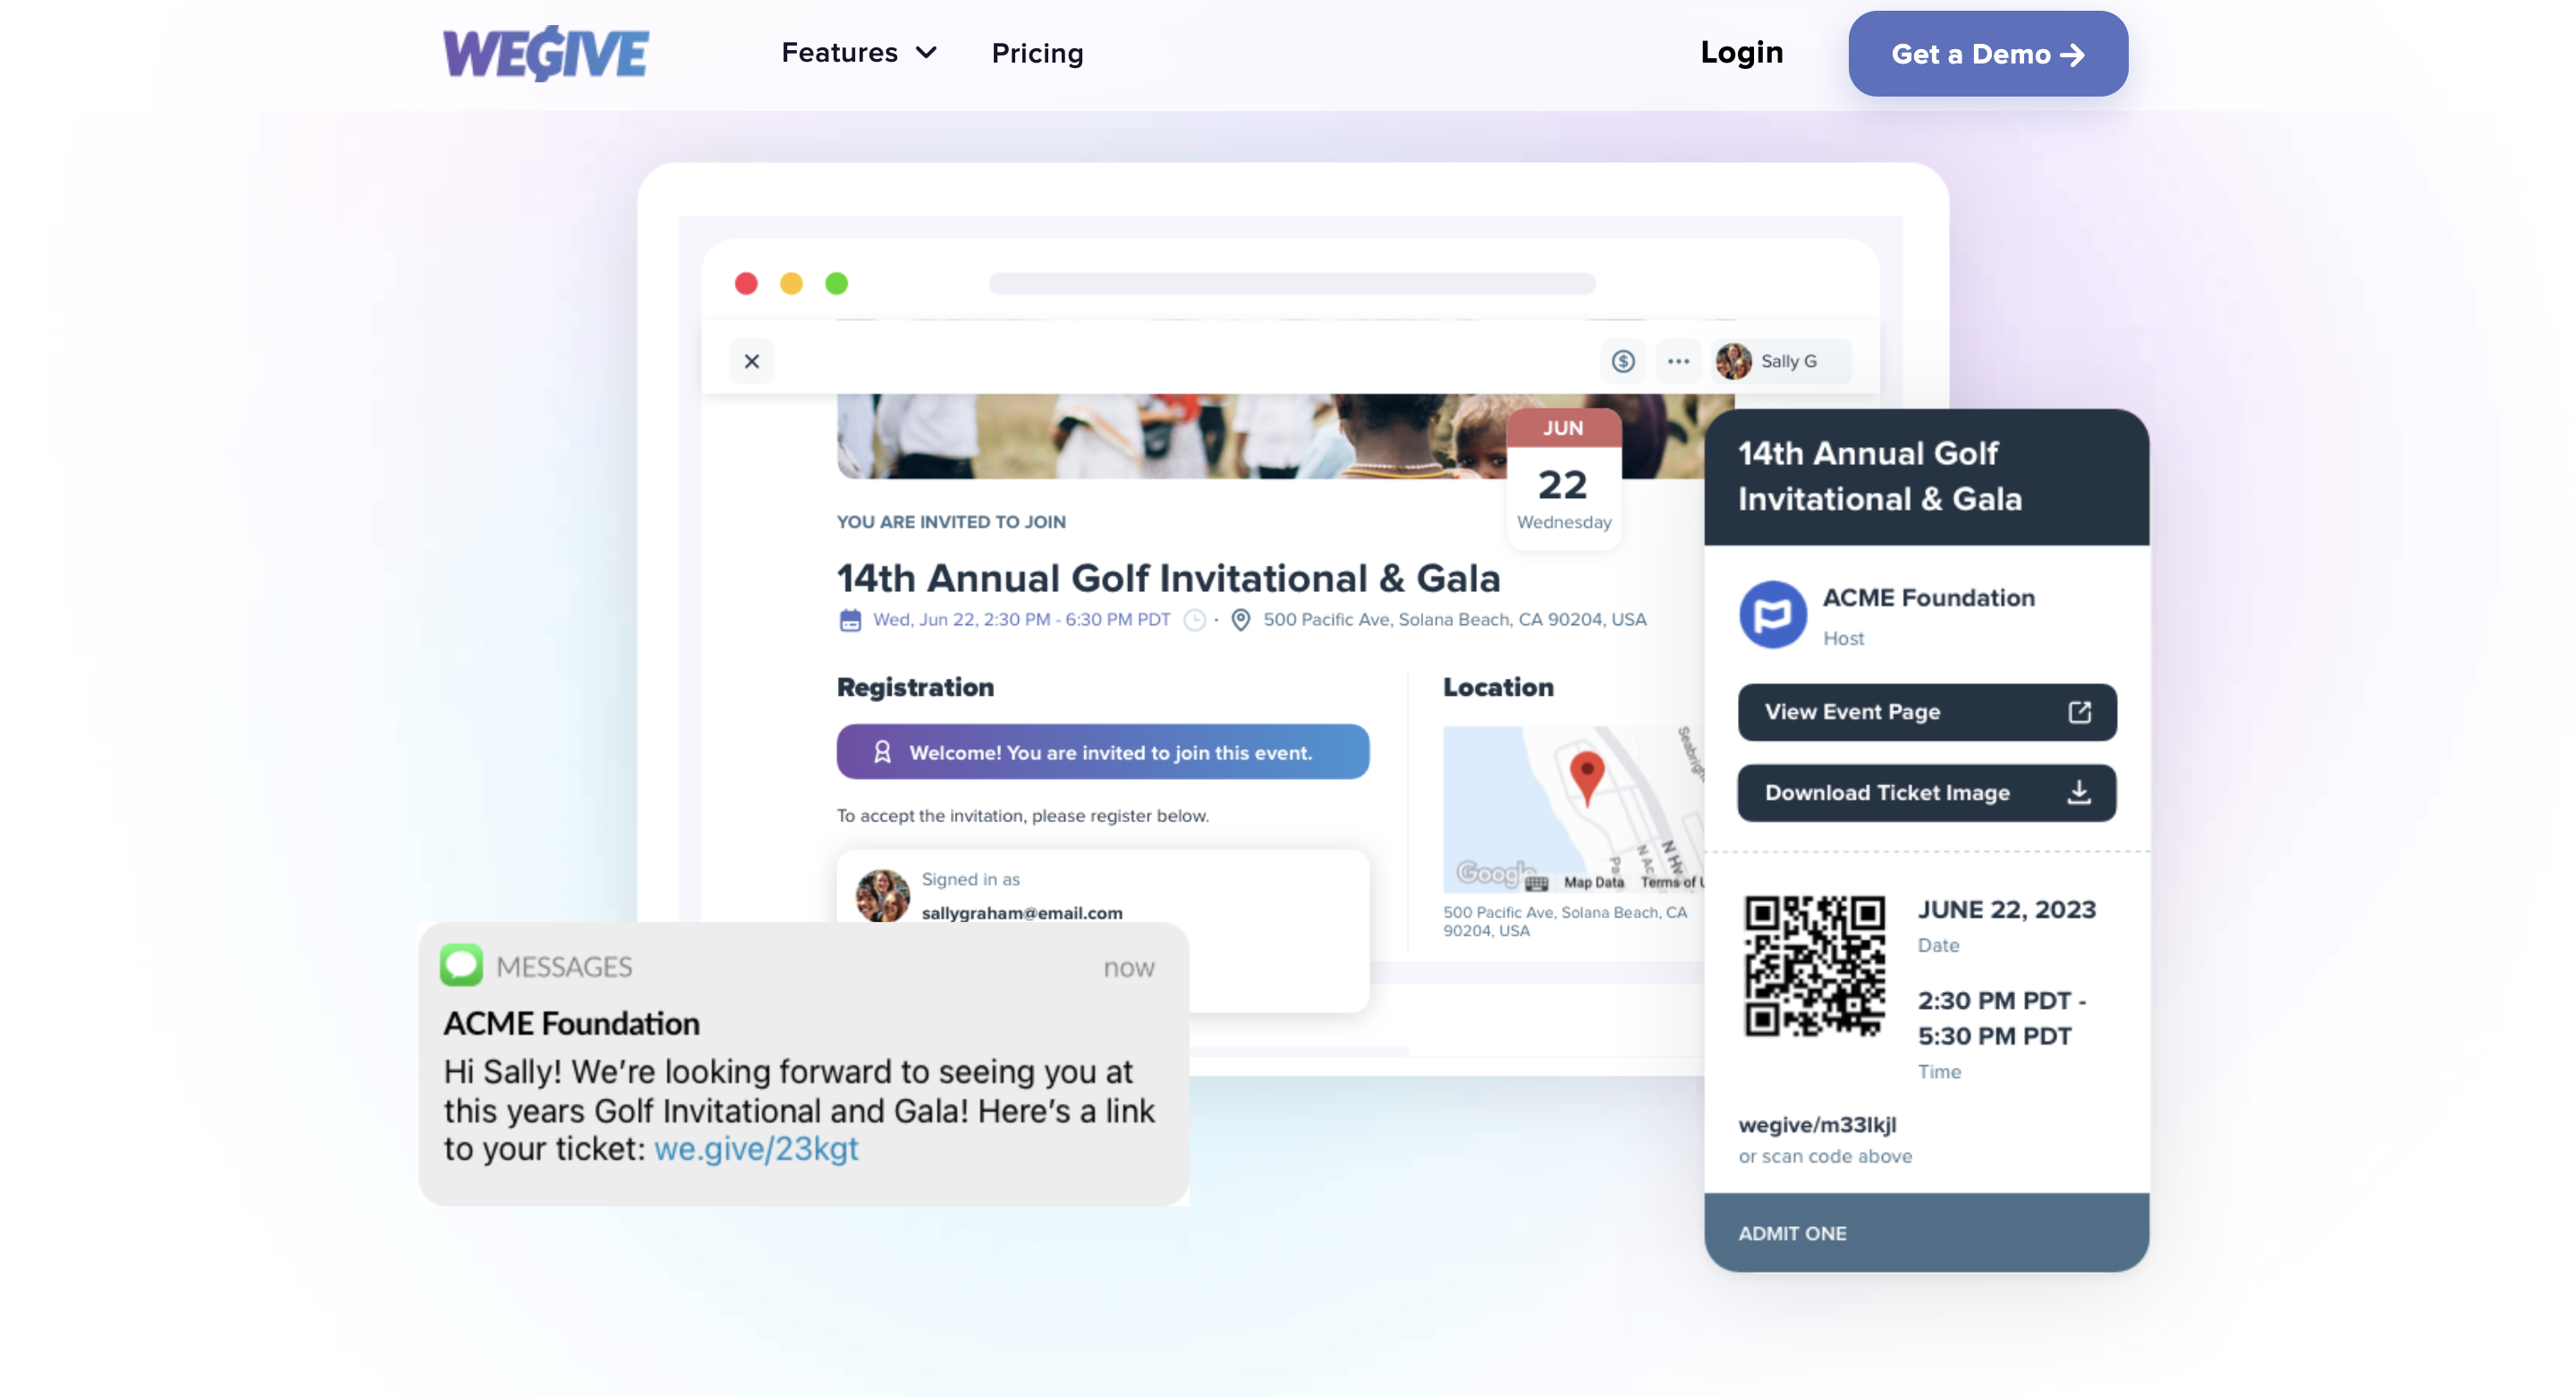 WEGIVE
Features
Pricing
Login
Get a Demo
Sally G
JUN
22
Wednesday
YOU ARE INVITED TO JOIN
14th Annual Golf Invitational & Gala
Wed, Jun 22, 2:30 PM - 6:30 PM PDT · 500 Pacific Ave, Solana Beach, CA 90204, USA
Registration
Welcome! You are invited to join this event.
To accept the invitation, please register below.
Signed in as
sallygraham@email.com
Location
Google
Map Data
Terms of
500 Pacific Ave, Solana Beach, CA
90204, USA
MESSAGES
now
ACME Foundation
Hi Sally! We’re looking forward to seeing you at
this years Golf Invitational and Gala! Here’s a link
to your ticket: we.give/23kgt
14th Annual Golf
Invitational & Gala
ACME Foundation
Host
View Event Page
Download Ticket Image
JUNE 22, 2023
Date
2:30 PM PDT -
5:30 PM PDT
Time
wegive/m33lkjl
or scan code above
ADMIT ONE